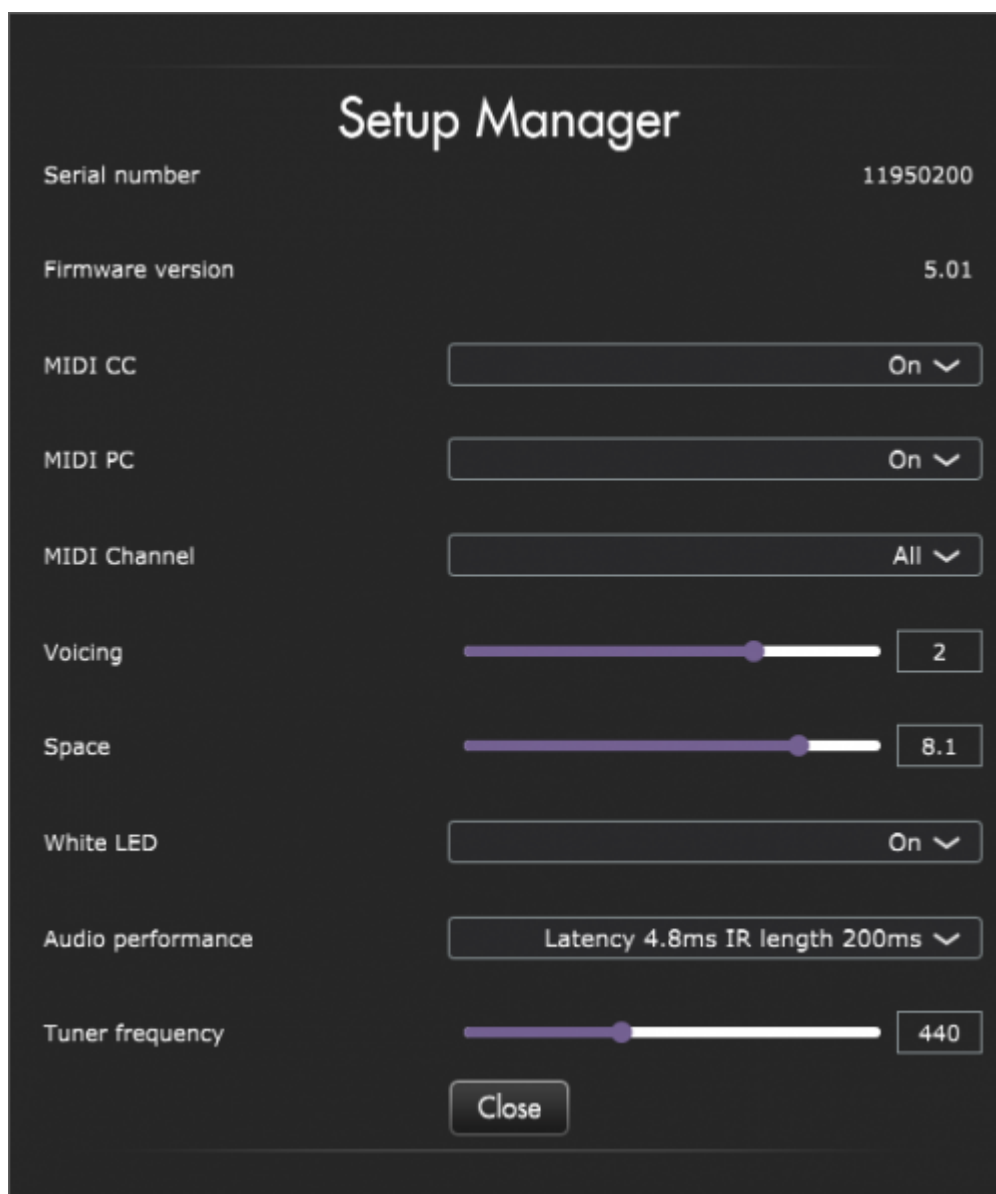 Setup Manager
Serial number 11950200
Firmware version 5.01
MIDI CC On
MIDI PC On
MIDI Channel All
Voicing 2
Space 8.1
White LED On
Audio performance Latency 4.8ms IR length 200ms
Tuner frequency 440
Close